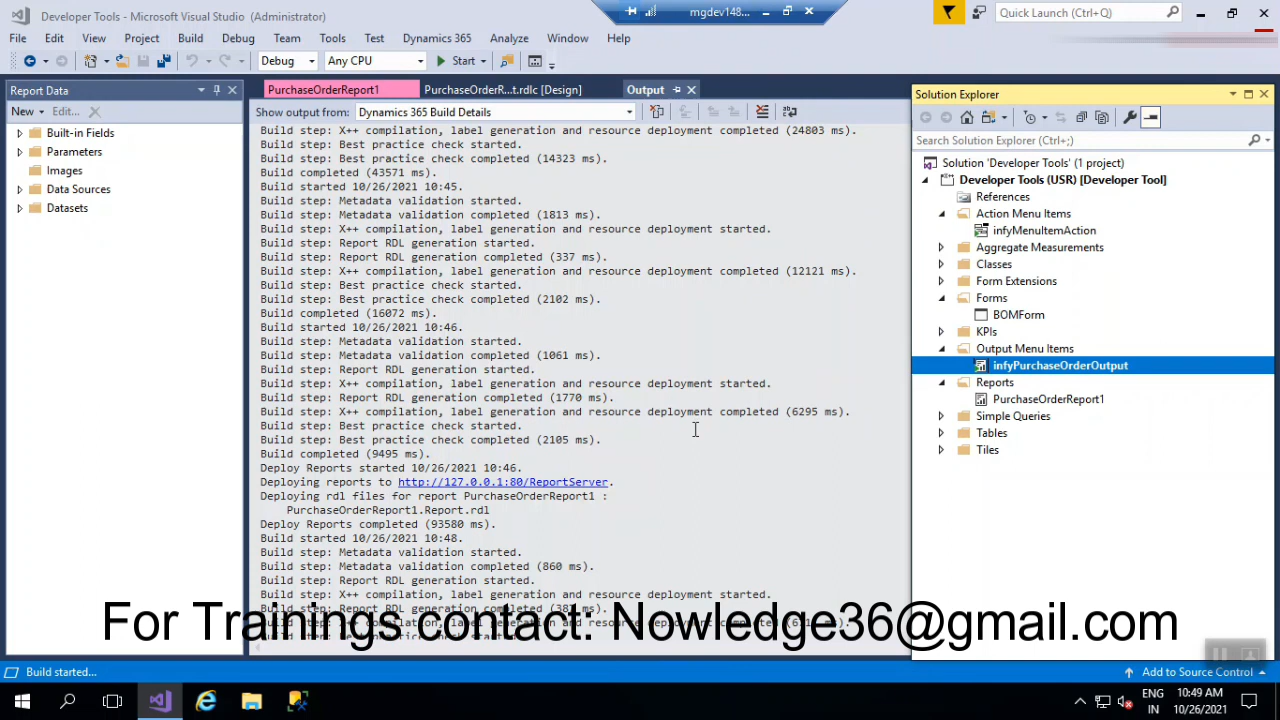 Developer Tools - Microsoft Visual Studio (Administrator)
mgdev148...
Quick Launch (Ctrl+Q)
File Edit View Project Build Debug Team Tools Test Dynamics 365 Analyze Window Help
Debug Any CPU Start
Report Data
PurchaseOrderReport1 PurchaseOrderR...t.rdlc [Design] Output
Solution Explorer
New Edit...
Show output from: Dynamics 365 Build Details
Search Solution Explorer (Ctrl+;)
Built-in Fields
Parameters
Images
Data Sources
Datasets
Build step: X++ compilation, label generation and resource deployment completed (24803 ms).
Build step: Best practice check started.
Build step: Best practice check completed (14323 ms).
Build completed (43571 ms).
Build started 10/26/2021 10:45.
Build step: Metadata validation started.
Build step: Metadata validation completed (1813 ms).
Build step: X++ compilation, label generation and resource deployment started.
Build step: Report RDL generation started.
Build step: Report RDL generation completed (337 ms).
Build step: X++ compilation, label generation and resource deployment completed (12121 ms).
Build step: Best practice check started.
Build step: Best practice check completed (2102 ms).
Build completed (16072 ms).
Build started 10/26/2021 10:46.
Build step: Metadata validation started.
Build step: Metadata validation completed (1061 ms).
Build step: Report RDL generation started.
Build step: X++ compilation, label generation and resource deployment started.
Build step: Report RDL generation completed (1770 ms).
Build step: X++ compilation, label generation and resource deployment completed (6295 ms).
Build step: Best practice check started.
Build step: Best practice check completed (2105 ms).
Build completed (9495 ms).
Deploy Reports started 10/26/2021 10:46.
Deploying reports to http://127.0.0.1:80/ReportServer.
Deploying rdl files for report PurchaseOrderReport1 :
PurchaseOrderReport1.Report.rdl
Deploy Reports completed (93580 ms).
Build started 10/26/2021 10:48.
Build step: Metadata validation started.
Build step: Metadata validation completed (860 ms).
Build step: Report RDL generation started.
Build step: X++ compilation, label generation and resource deployment started.
Build step: Report RDL generation completed
Solution 'Developer Tools' (1 project)
Developer Tools (USR) [Developer Tool]
References
Action Menu Items
infyMenuItemAction
Aggregate Measurements
Classes
Form Extensions
Forms
BOMForm
KPIs
Output Menu Items
infyPurchaseOrderOutput
Reports
PurchaseOrderReport1
Simple Queries
Tables
Tiles
For Trainings contact: Nowledge36@gmail.com
Build started...
Add to Source Control
ENG 10:49 AM
IN 10/26/2021